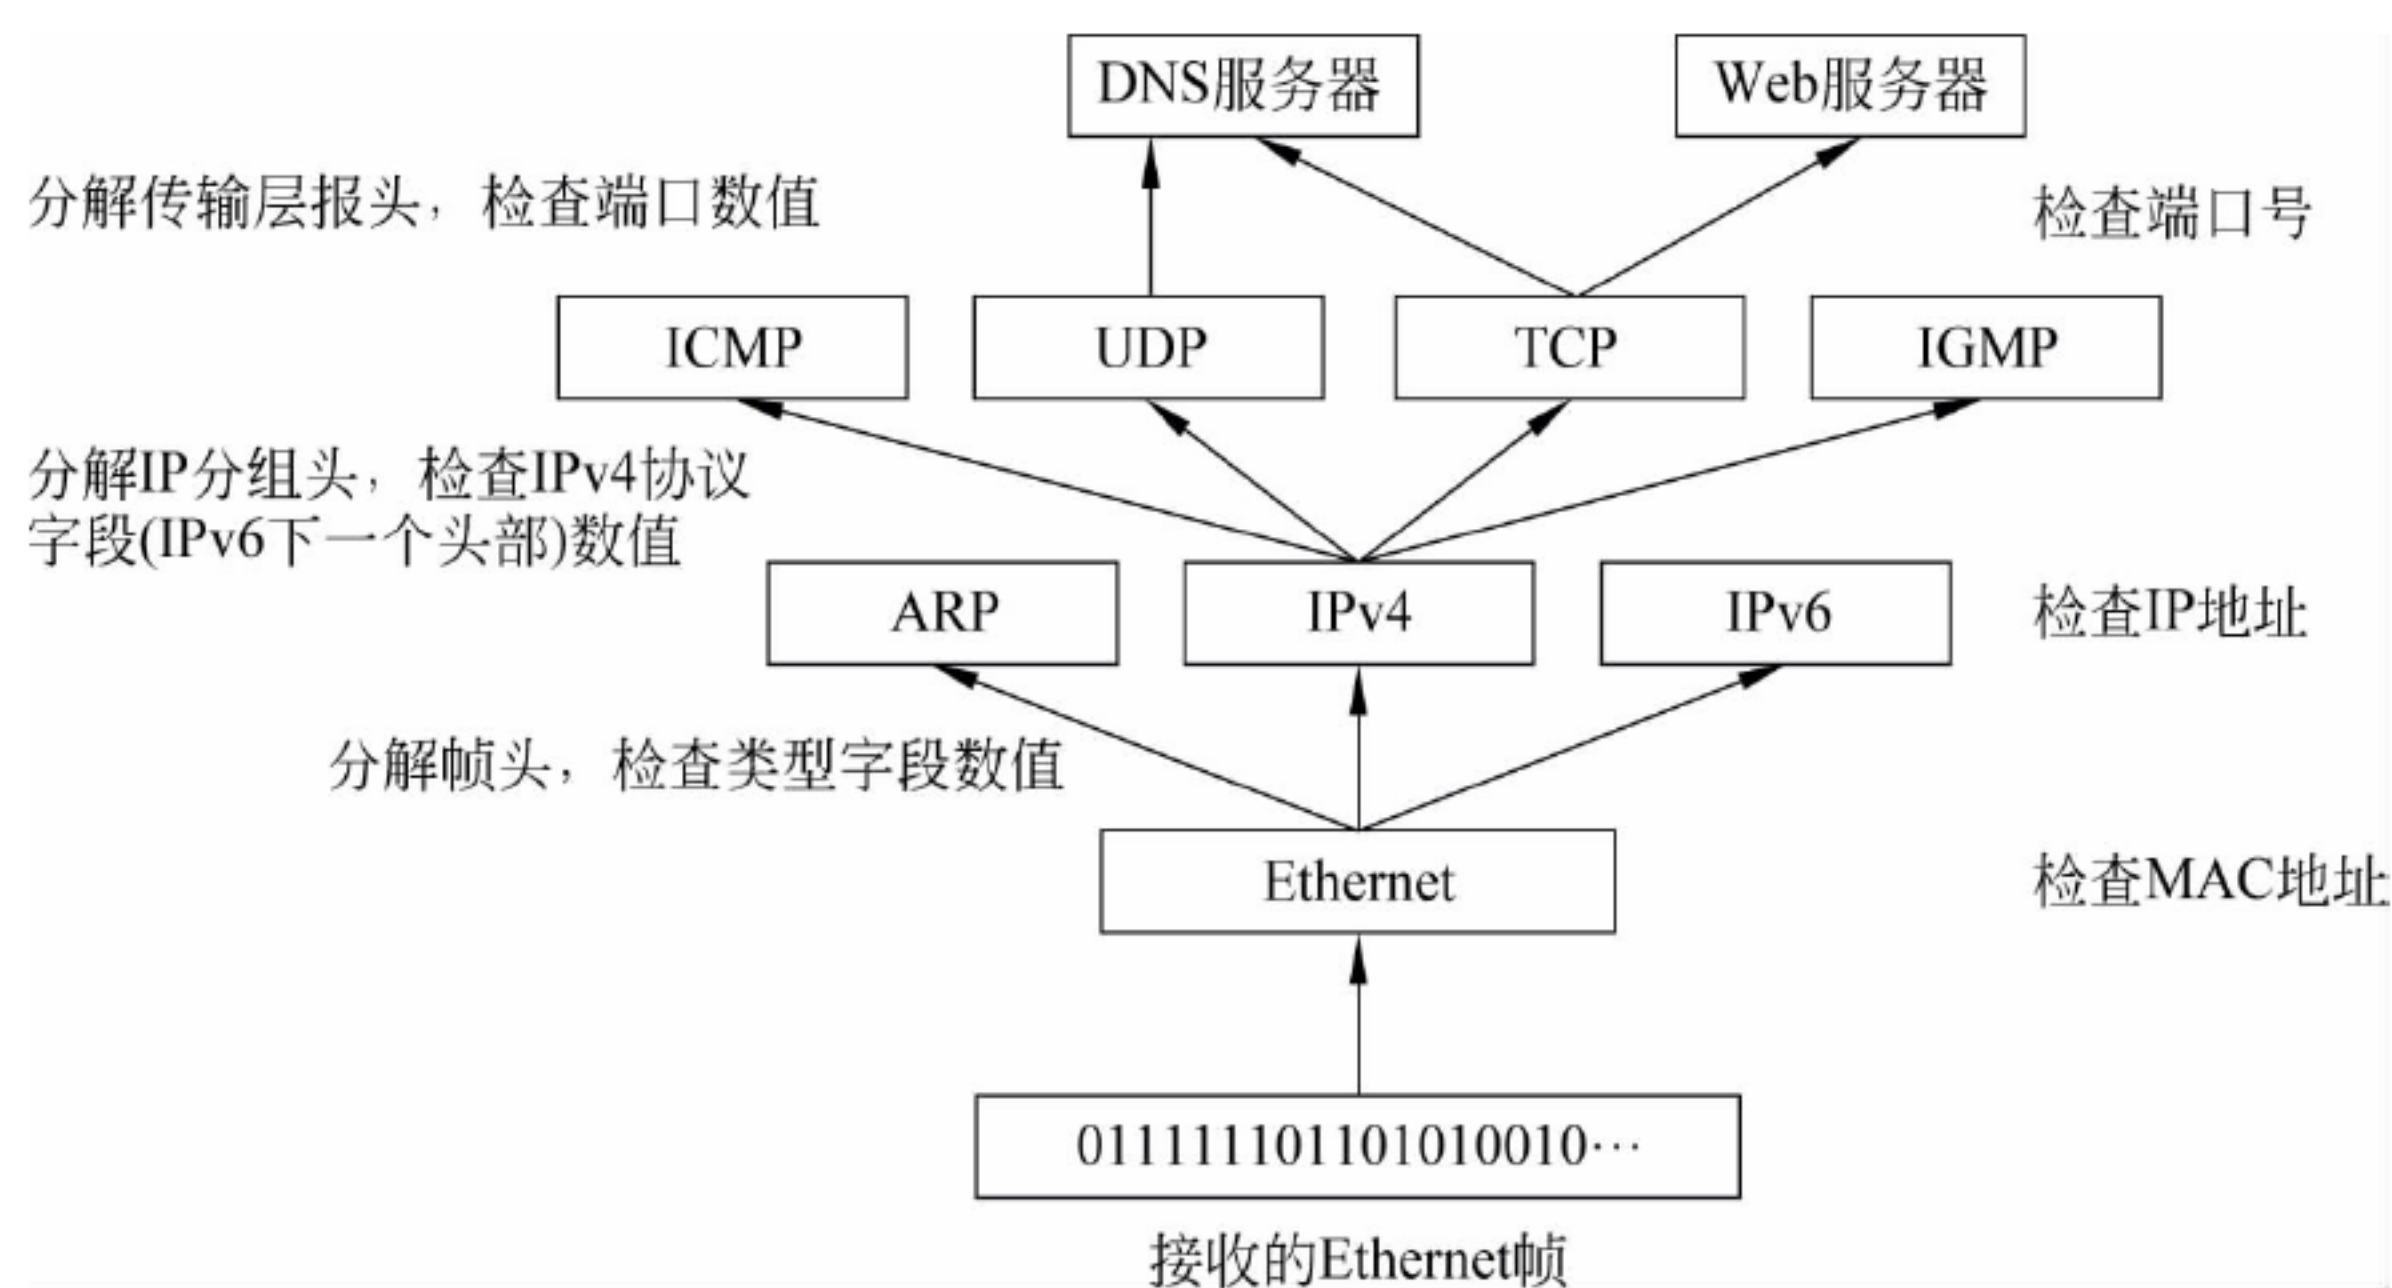 DNS服务器
Web服务器
分解传输层报头，检查端口数值
检查端口号
ICMP
UDP
TCP
IGMP
分解IP分组头，检查IPv4协议
字段(IPv6下一个头部)数值
ARP
IPv4
IPv6
检查IP地址
分解帧头，检查类型字段数值
Ethernet
检查MAC地址
011111101101010010…
接收的Ethernet帧